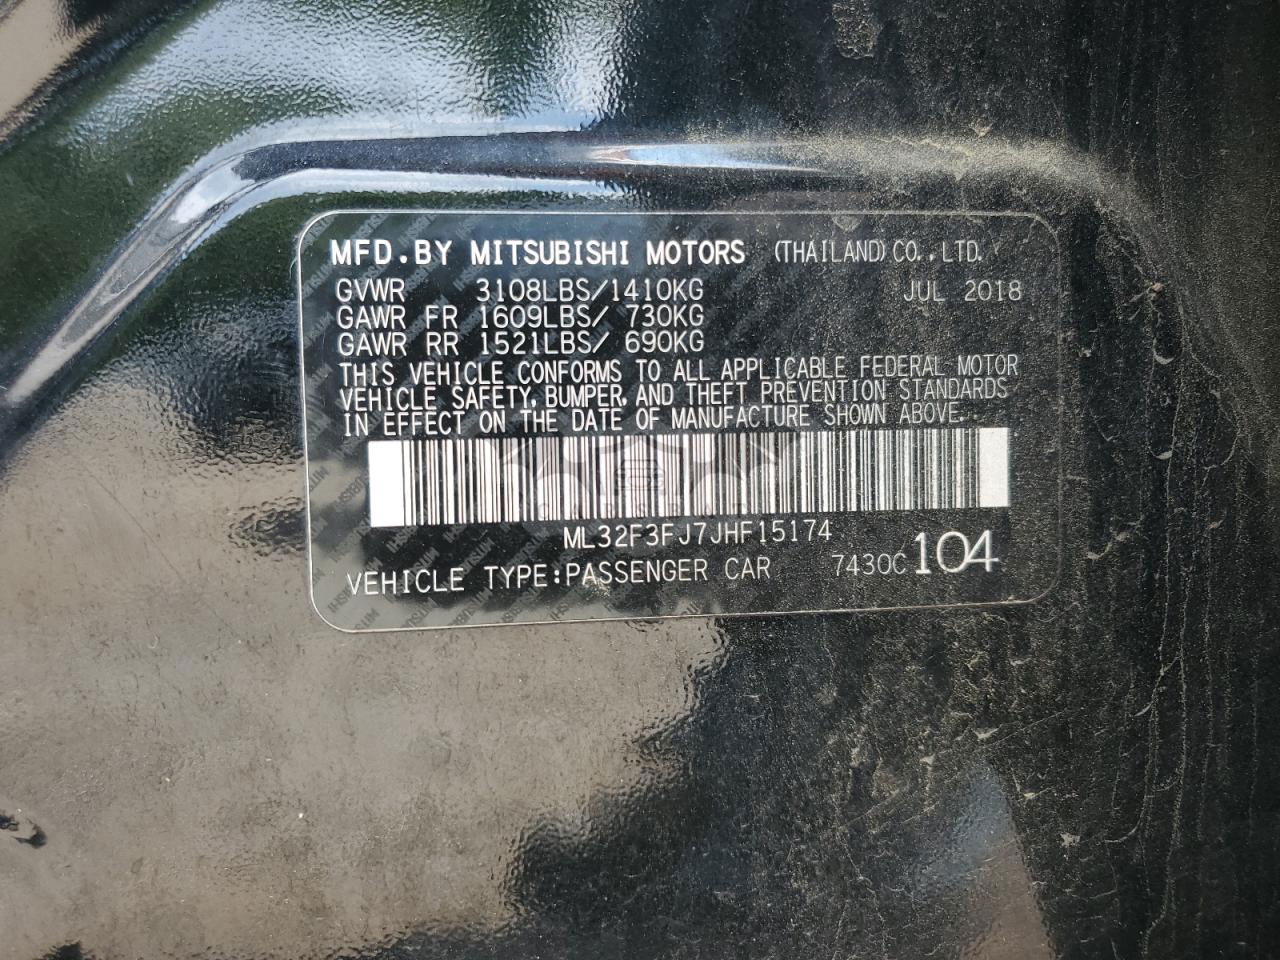 MFD.BY MITSUBISHI MOTORS (THAILAND) CO.,LTD.
GVWR 3108LBS/1410KG JUL 2018
GAWR FR 1609LBS/ 730KG
GAWR RR 1521LBS/ 690KG
THIS VEHICLE CONFORMS TO ALL APPLICABLE FEDERAL MOTOR
VEHICLE SAFETY, BUMPER, AND THEFT PREVENTION STANDARDS
IN EFFECT ON THE DATE OF MANUFACTURE SHOWN ABOVE.
ML32F3FJ7JHF15174
VEHICLE TYPE:PASSENGER CAR 7430C 104